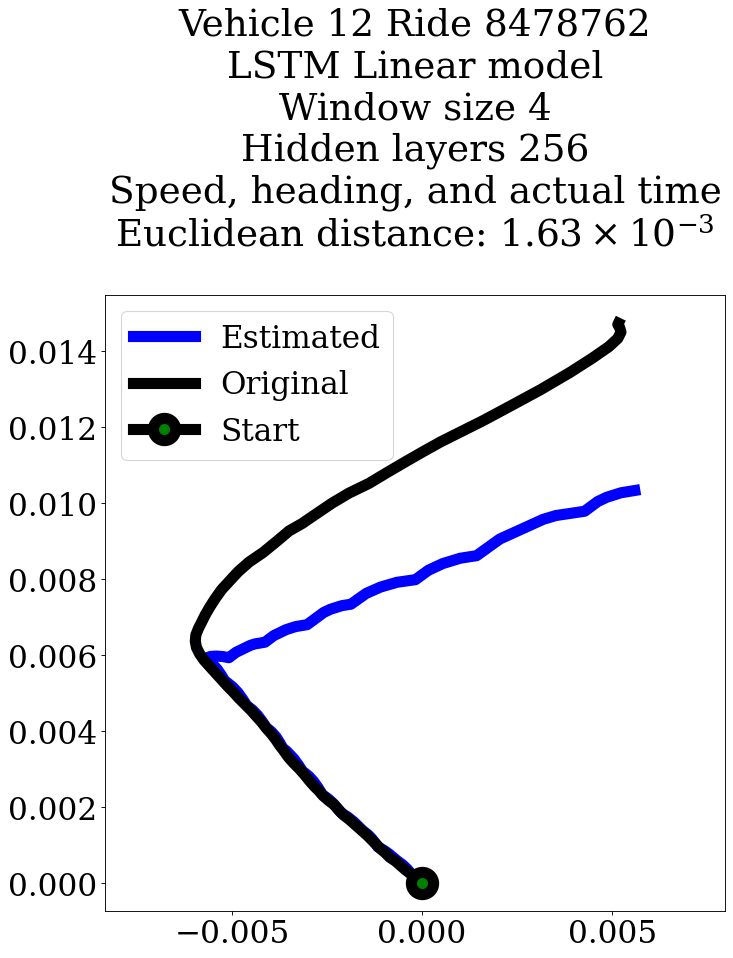 Vehicle 12 Ride 8478762
LSTM Linear model
Window size 4
Hidden layers 256
Speed, heading, and actual time
Euclidean distance: 1.63 × 10⁻³
Estimated
Original
Start
0.014
0.012
0.010
0.008
0.006
0.004
0.002
0.000
−0.005 0.000 0.005